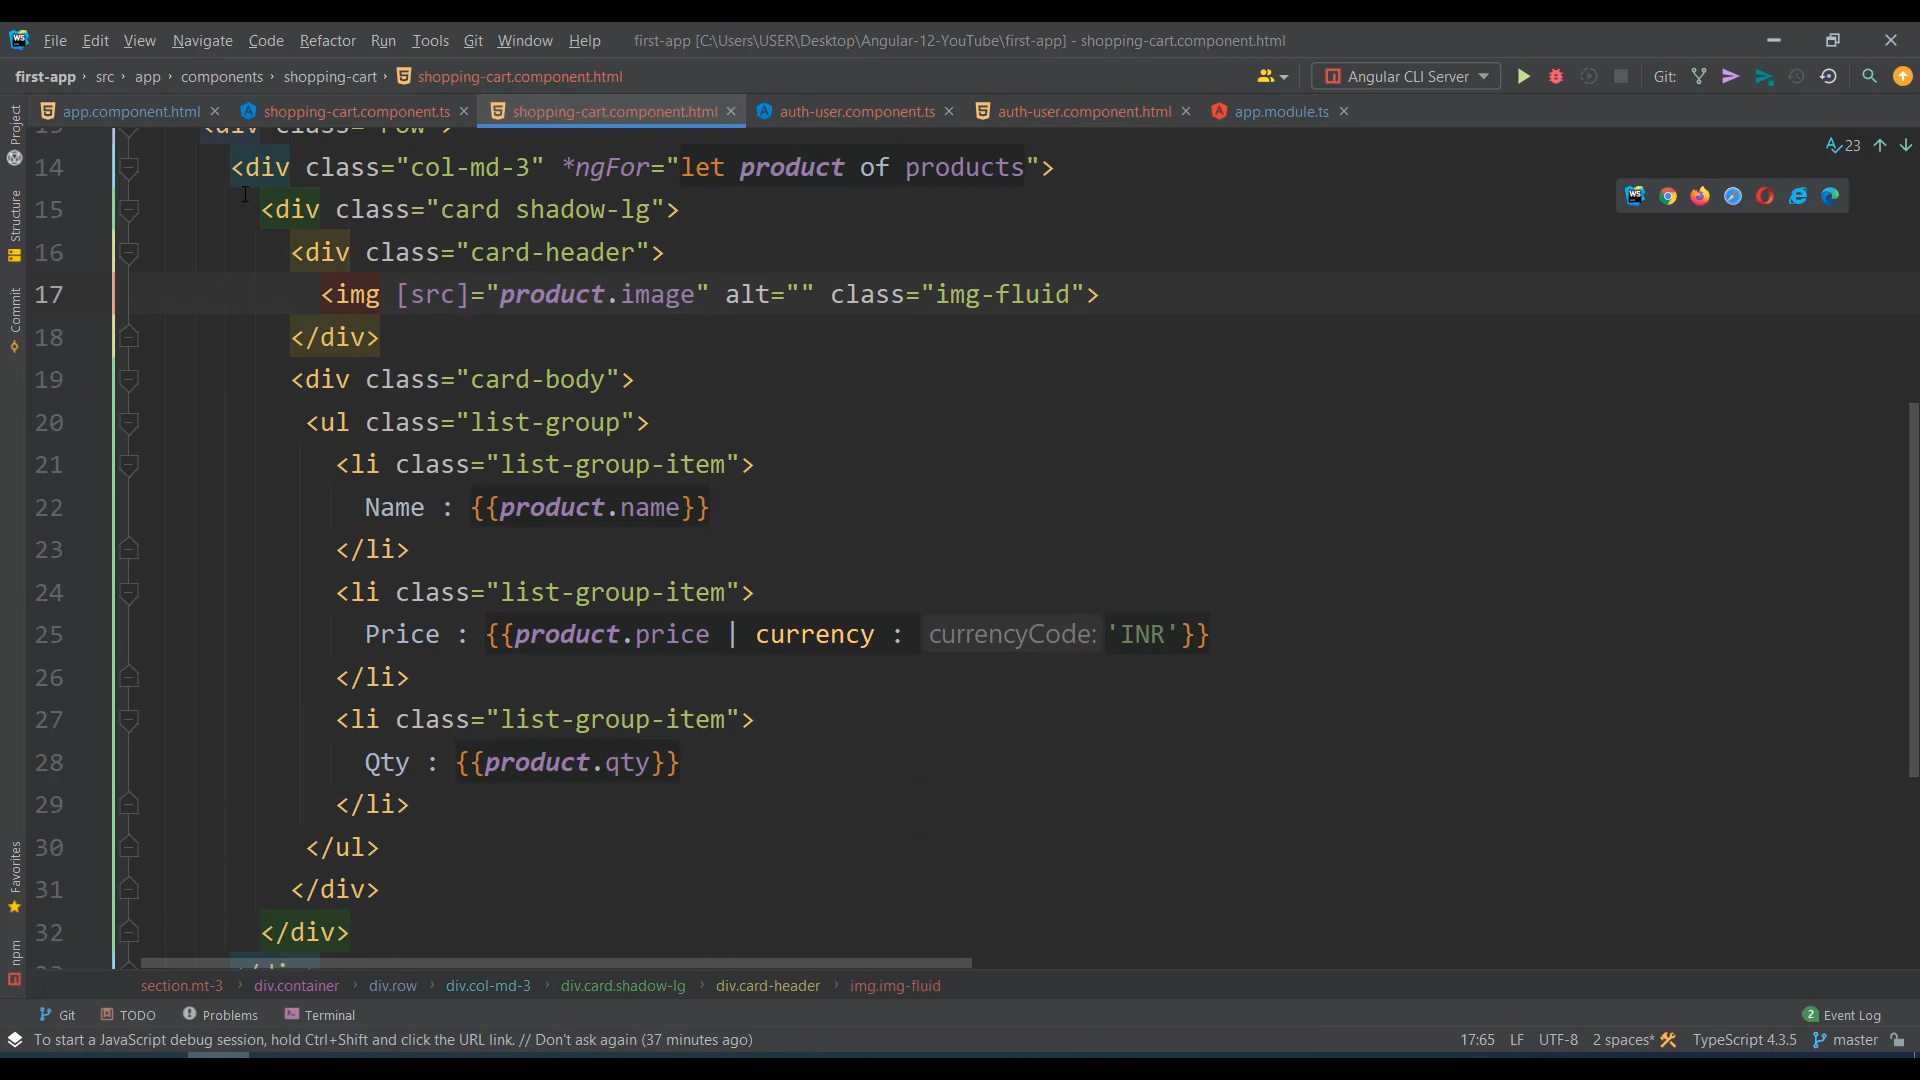 WS File Edit View Navigate Code Refactor Run Tools Git Window Help first-app [C:\Users\USER\Desktop\Angular-12-YouTube\first-app] - shopping-cart.component.html
first-app src app components shopping-cart shopping-cart.component.html Angular CLI Server Git:
app.component.html shopping-cart.component.ts shopping-cart.component.html auth-user.component.ts auth-user.component.html app.module.ts
Project
Structure
Commit
Favorites
npm
23
14 <div class="col-md-3" *ngFor="let product of products">
15 <div class="card shadow-lg">
16 <div class="card-header">
17 <img [src]="product.image" alt="" class="img-fluid">
18 </div>
19 <div class="card-body">
20 <ul class="list-group">
21 <li class="list-group-item">
22 Name : {{product.name}}
23 </li>
24 <li class="list-group-item">
25 Price : {{product.price | currency : currencyCode: 'INR'}}
26 </li>
27 <li class="list-group-item">
28 Qty : {{product.qty}}
29 </li>
30 </ul>
31 </div>
32 </div>
section.mt-3 div.container div.row div.col-md-3 div.card.shadow-lg div.card-header img.img-fluid
Git TODO Problems Terminal 2 Event Log
To start a JavaScript debug session, hold Ctrl+Shift and click the URL link. // Don't ask again (37 minutes ago) 17:65 LF UTF-8 2 spaces* TypeScript 4.3.5 master